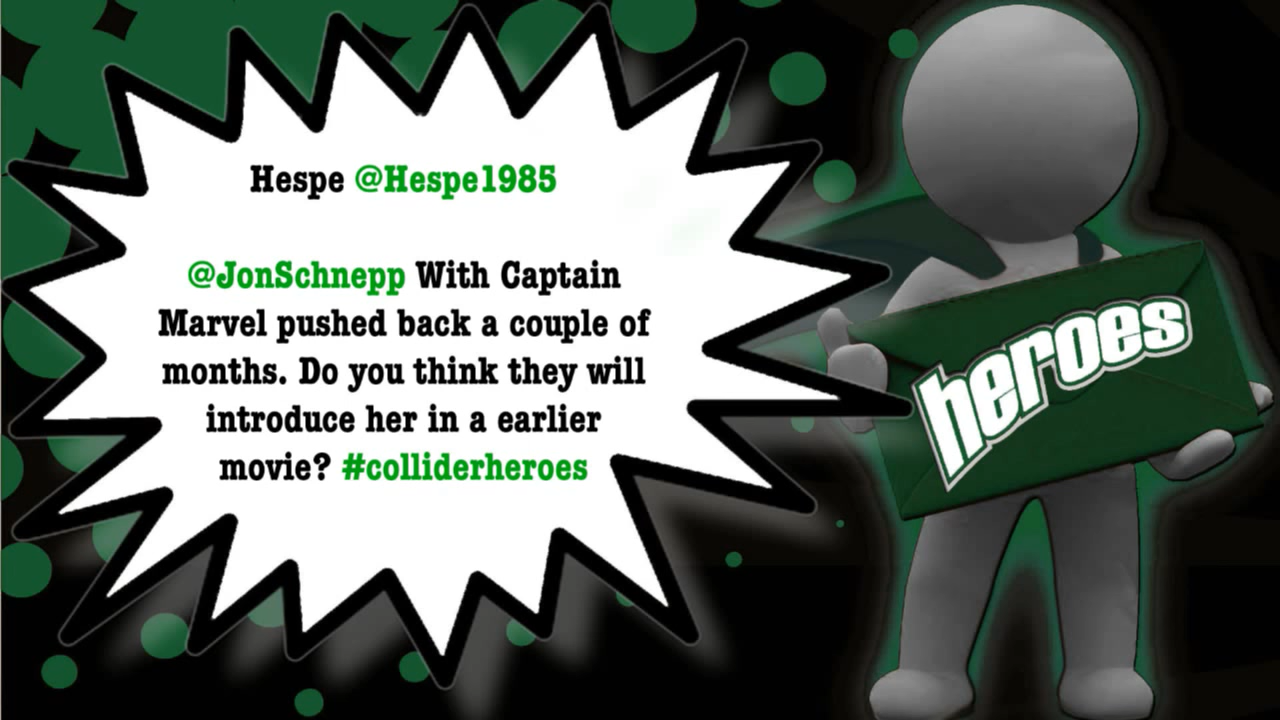 Hespe @Hespe1985
@JonSchnepp With Captain
Marvel pushed back a couple of
months. Do you think they will
introduce her in a earlier
movie? #colliderheroes
heroes